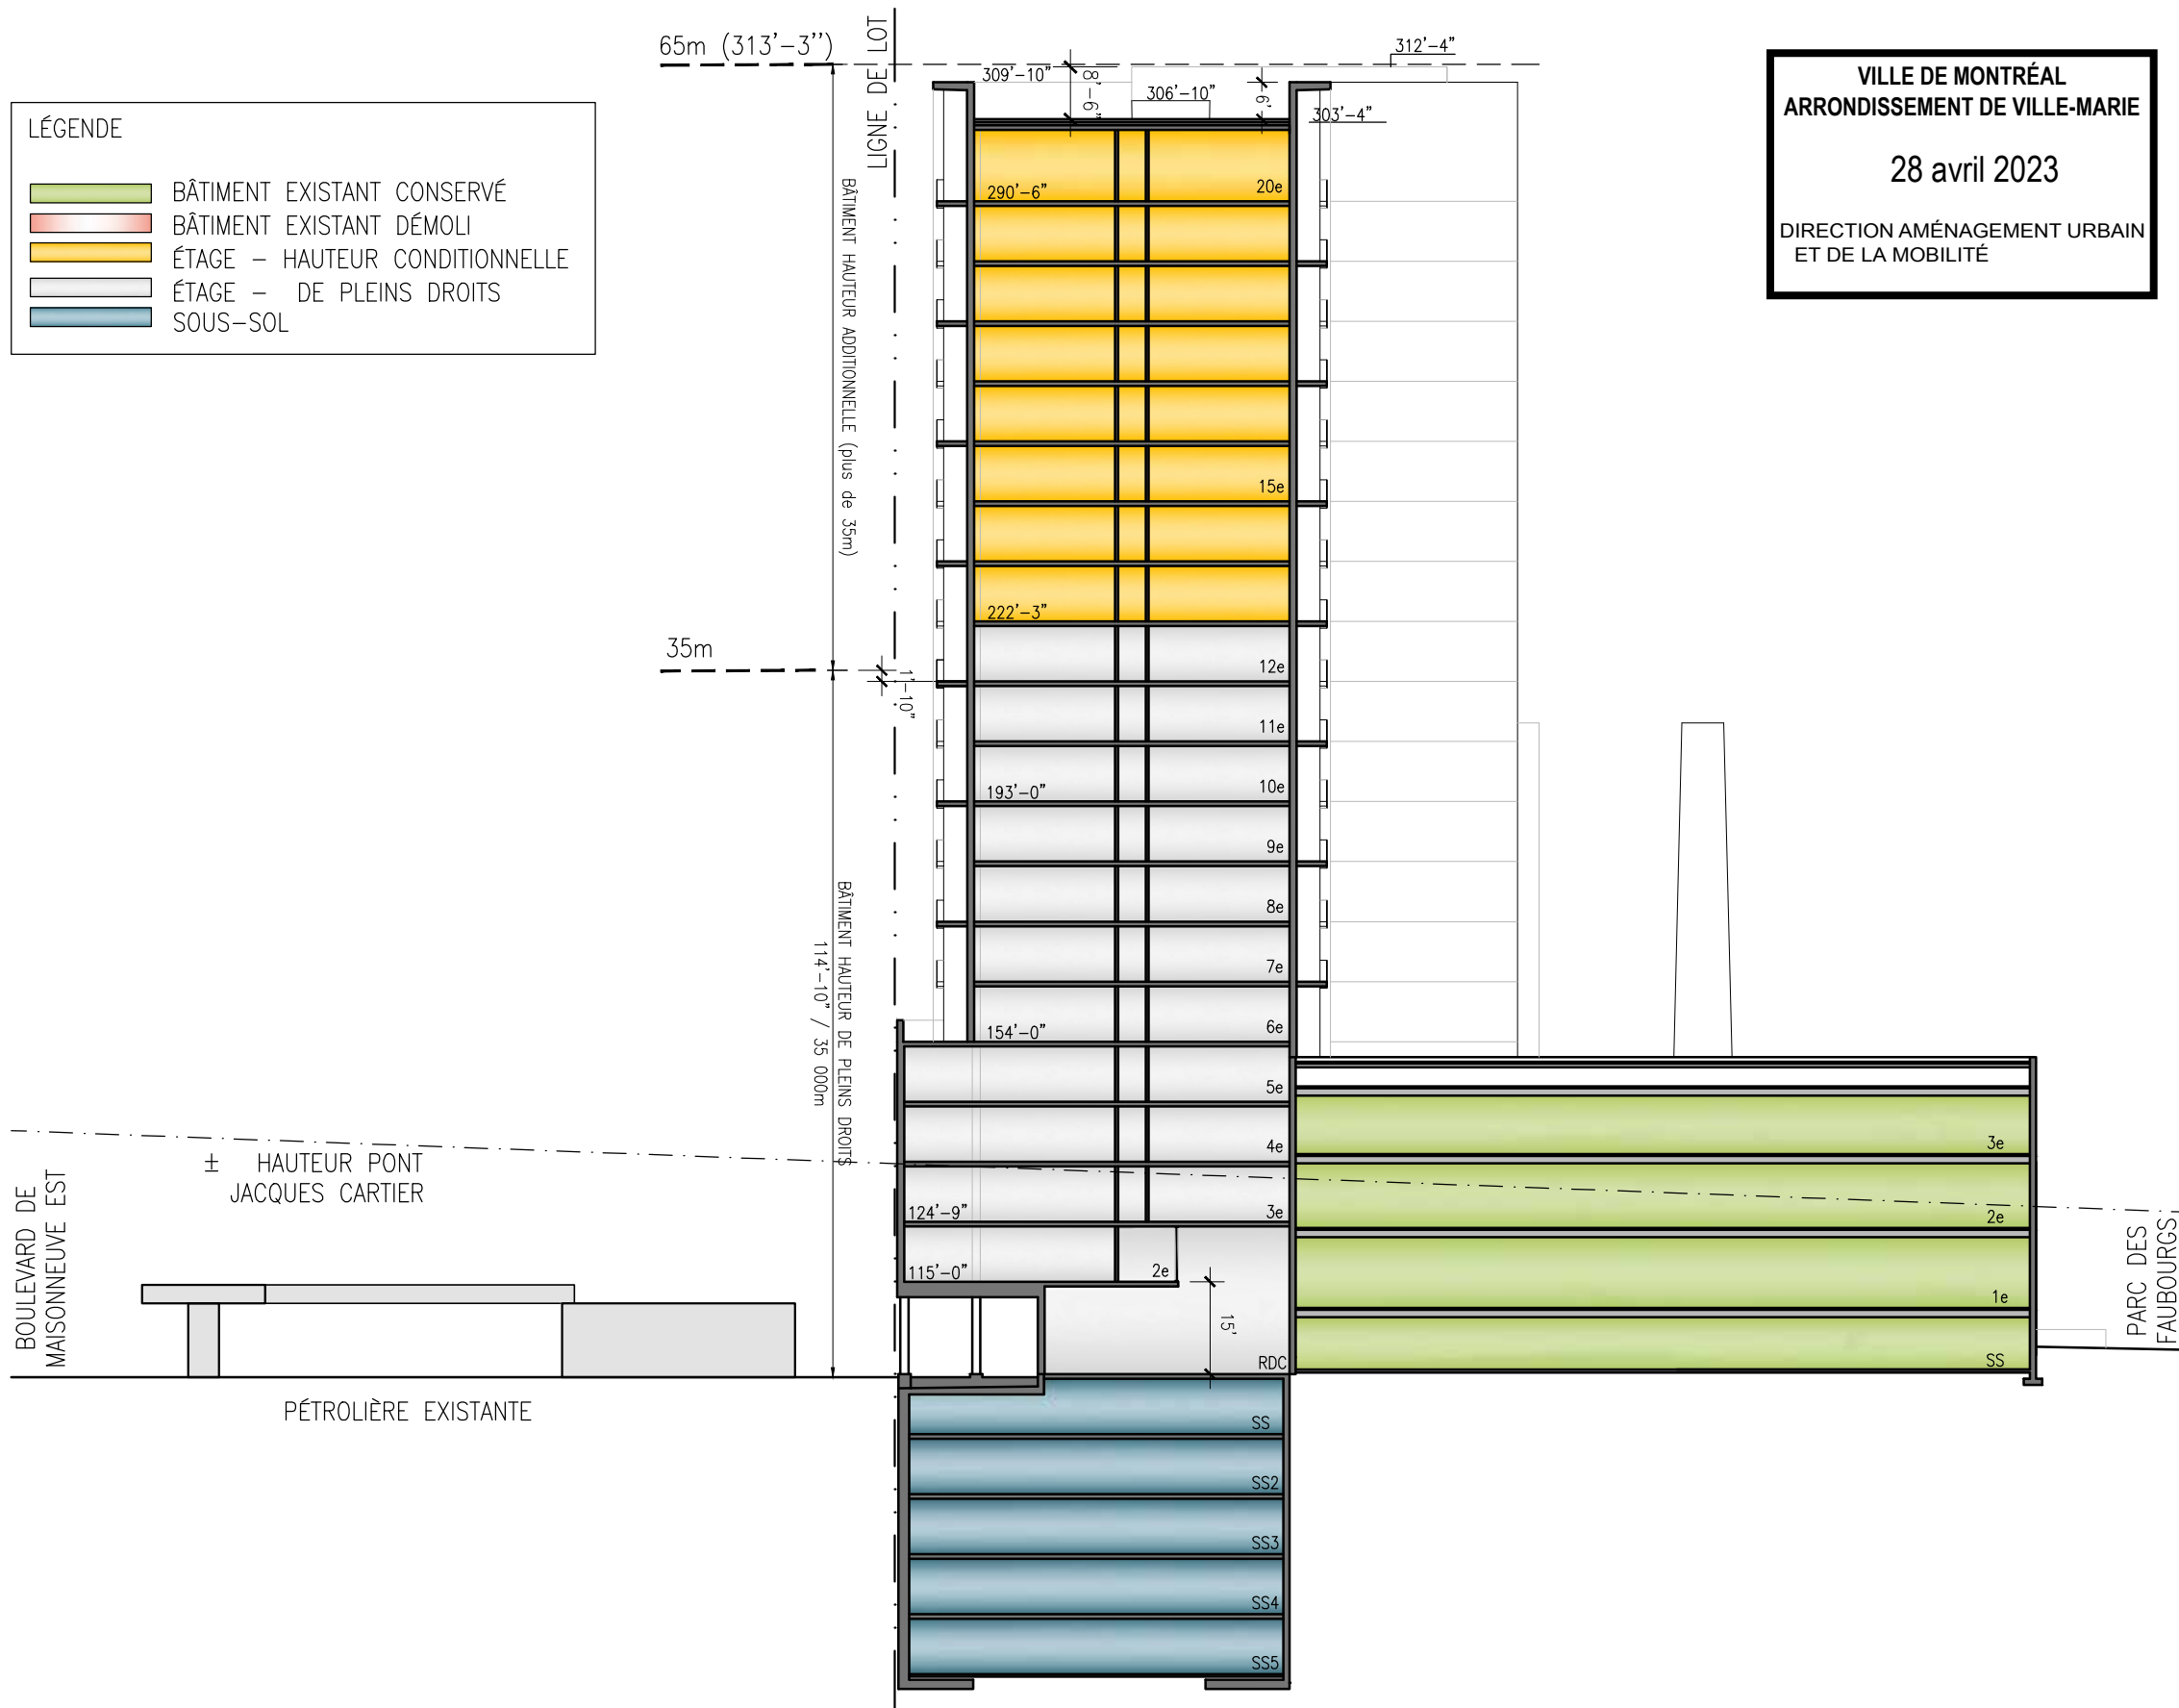 65m (313'-3'')
LIGNE DE LOT
309'-10"
8'-6"
306'-10"
6'
312'-4"
303'-4"
VILLE DE MONTRÉAL
ARRONDISSEMENT DE VILLE-MARIE
28 avril 2023
DIRECTION AMÉNAGEMENT URBAIN
ET DE LA MOBILITÉ
LÉGENDE
BÂTIMENT EXISTANT CONSERVÉ
BÂTIMENT EXISTANT DÉMOLI
ÉTAGE - HAUTEUR CONDITIONNELLE
ÉTAGE - DE PLEINS DROITS
SOUS-SOL
BÂTIMENT HAUTEUR ADDITIONNELLE (plus de 35m)
290'-6"
20e
15e
222'-3"
35m
1'-10"
12e
11e
193'-0"
10e
9e
8e
7e
154'-0"
6e
BÂTIMENT HAUTEUR DE PLEINS DROITS
114'-10" / 35 000m
5e
4e
124'-9"
3e
115'-0"
2e
15'
RDC
3e
2e
1e
SS
± HAUTEUR PONT
JACQUES CARTIER
BOULEVARD DE
MAISONNEUVE EST
PARC DES
FAUBOURGS
PÉTROLIÈRE EXISTANTE
SS
SS2
SS3
SS4
SS5